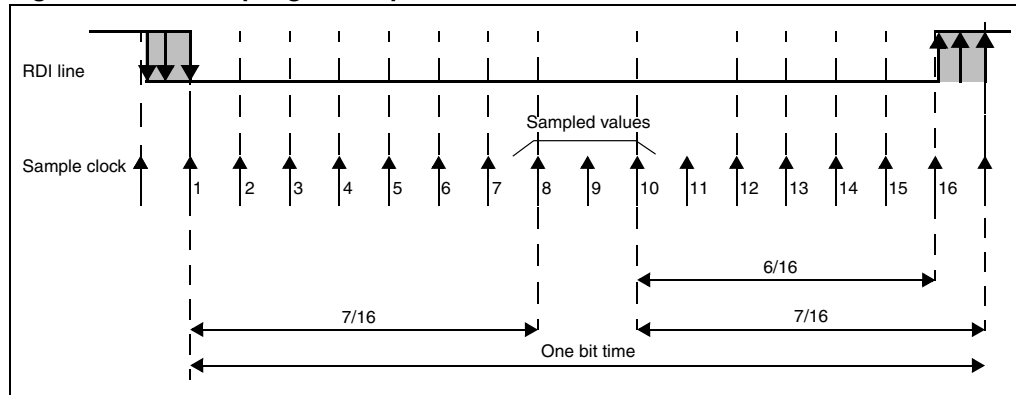 RDI line
Sampled values
Sample clock
1 2 3 4 5 6 7 8 9 10 11 12 13 14 15 16
6/16
7/16 7/16
One bit time